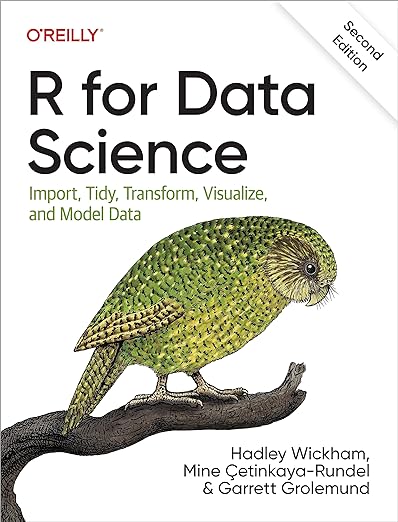 O'REILLY®
Second
Edition
R for Data
Science
Import, Tidy, Transform, Visualize,
and Model Data
Hadley Wickham,
Mine Çetinkaya-Rundel
& Garrett Grolemund